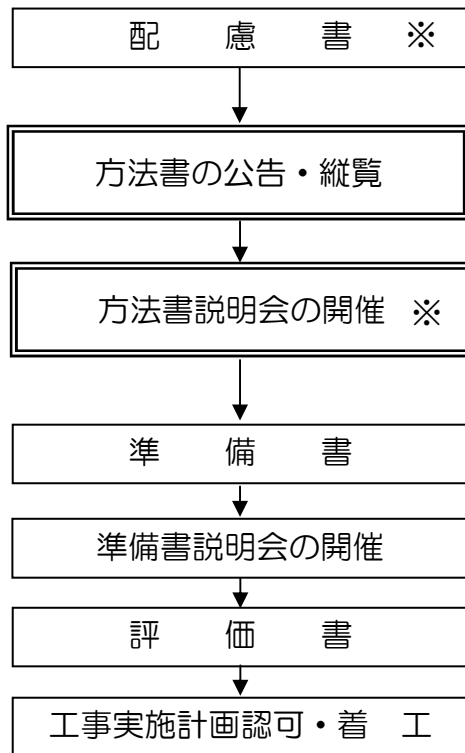 配　慮　書　※
方法書の公告・縦覧
方法書説明会の開催　※
準　備　書
準備書説明会の開催
評　価　書
工事実施計画認可・着　工